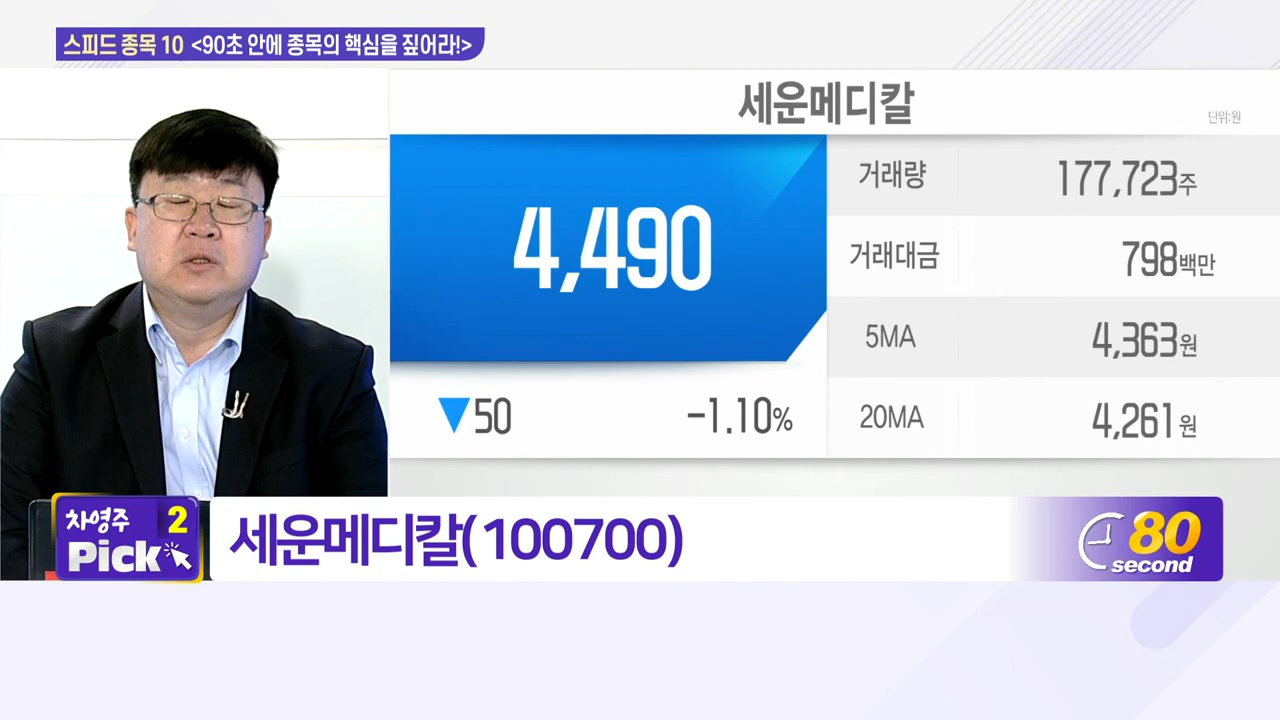 스피드 종목 10 <90초 안에 종목의 핵심을 짚어라!>
세운메디칼
단위:원
4,490
▼50 -1.10%
거래량 177,723주
거래대금 798백만
5MA 4,363원
20MA 4,261원
차영주 2
Pick
세운메디칼(100700)
80
second